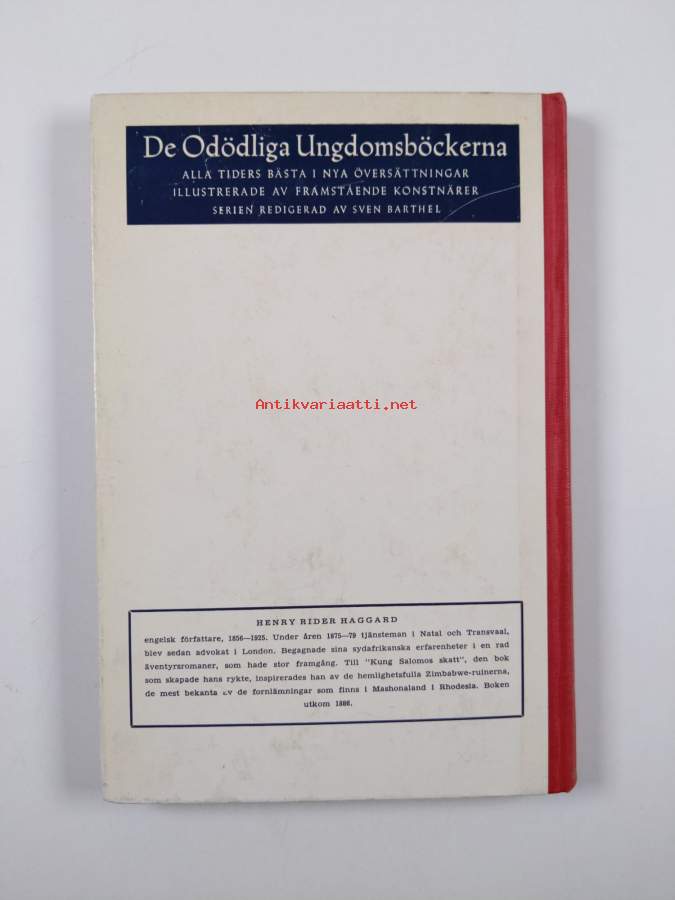 De Odödliga Ungdomsböckerna
ALLA TIDERS BÄSTA I NYA ÖVERSÄTTNINGAR
ILLUSTRERADE AV FRAMSTÅENDE KONSTNÄRER
SERIEN REDIGERAD AV SVEN BARTHEL
Antikvariaatti.net
HENRY RIDER HAGGARD
engelsk författare, 1856—1925. Under åren 1875—79 tjänsteman i Natal och Transvaal,
blev sedan advokat i London. Begagnade sina sydafrikanska erfarenheter i en rad
äventyrsromaner, som hade stor framgång. Till "Kung Salomos skatt", den bok
som skapade hans rykte, inspirerades han av de hemlighetsfulla Zimbabwe-ruinerna,
de mest bekanta av de fornlämningar som finns i Mashonaland i Rhodesia. Boken
utkom 1886.